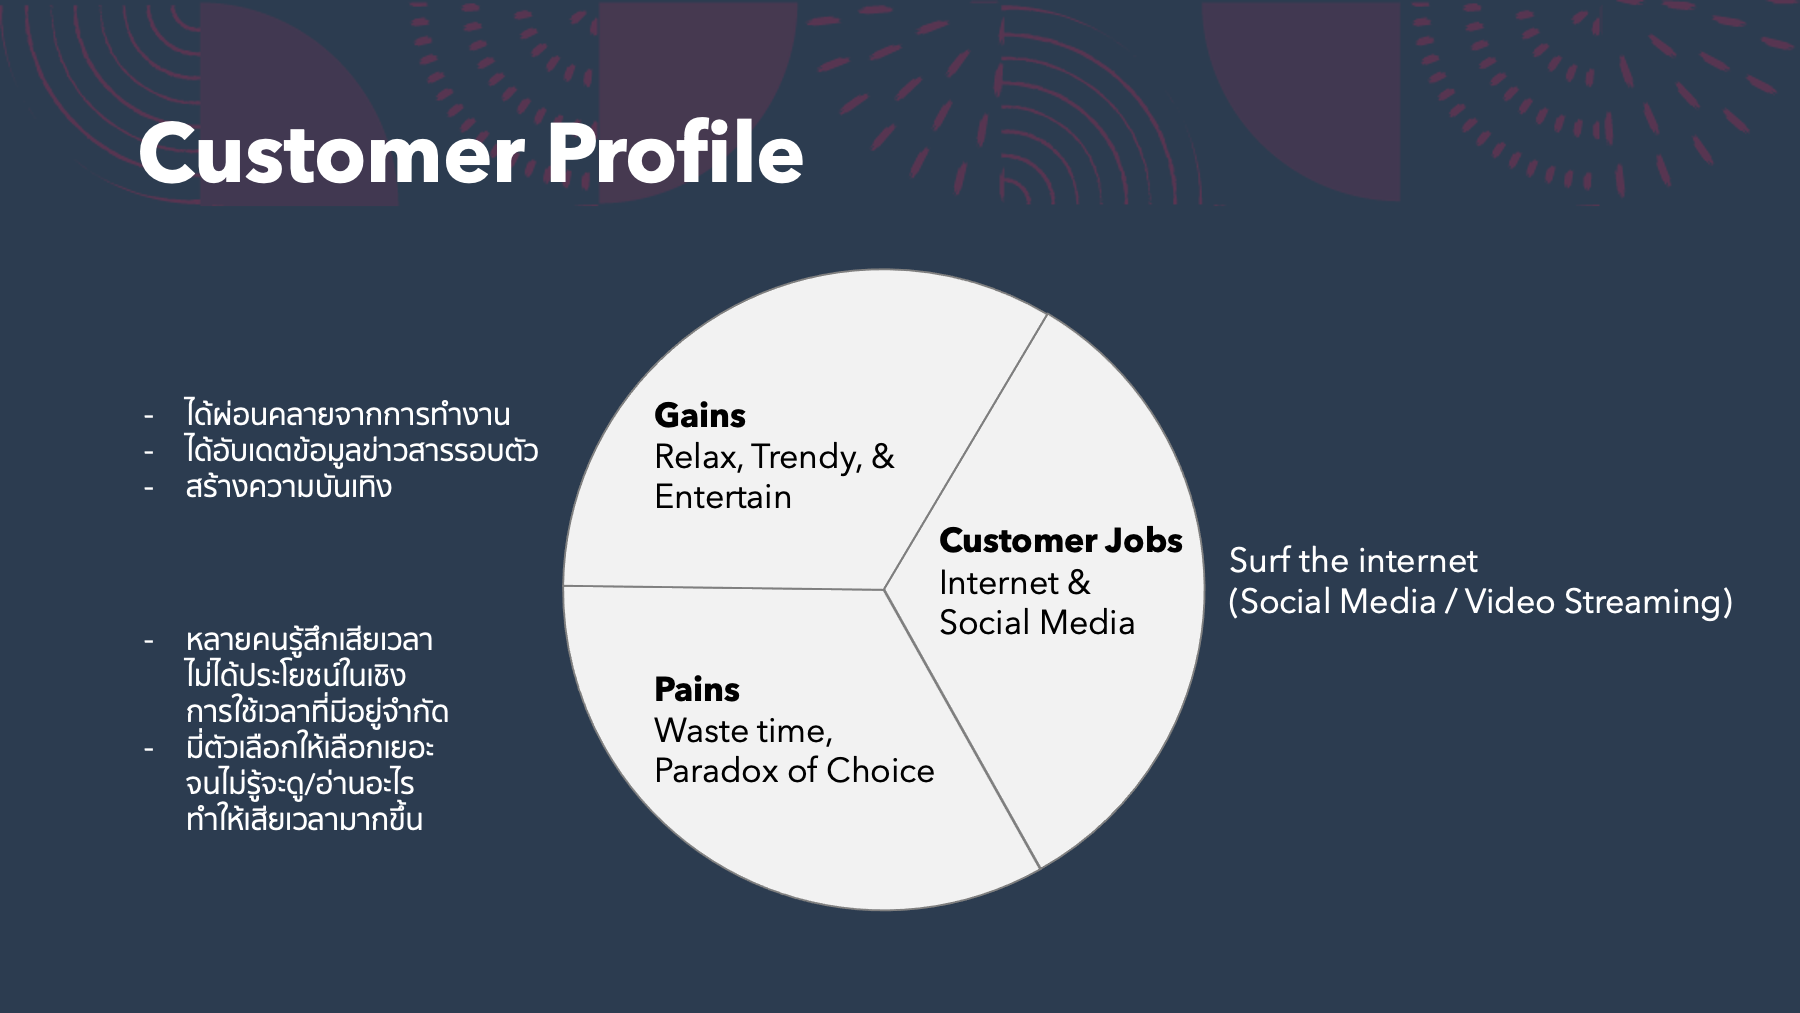 Customer Profile
- ได้ผ่อนคลายจากการทำงาน
- ได้อับเดตข้อมูลข่าวสารรอบตัว
- สร้างความบันเทิง
Gains
Relax, Trendy, &
Entertain
Customer Jobs
Internet &
Social Media
Surf the internet
(Social Media / Video Streaming)
- หลายคนรู้สึกเสียเวลา
ไม่ได้ประโยชน์ในเชิง
การใช้เวลาที่มีอยู่จำกัด
- มี่ตัวเลือกให้เลือกเยอะ
จนไม่รู้จะดู/อ่านอะไร
ทำให้เสียเวลามากขึ้น
Pains
Waste time,
Paradox of Choice